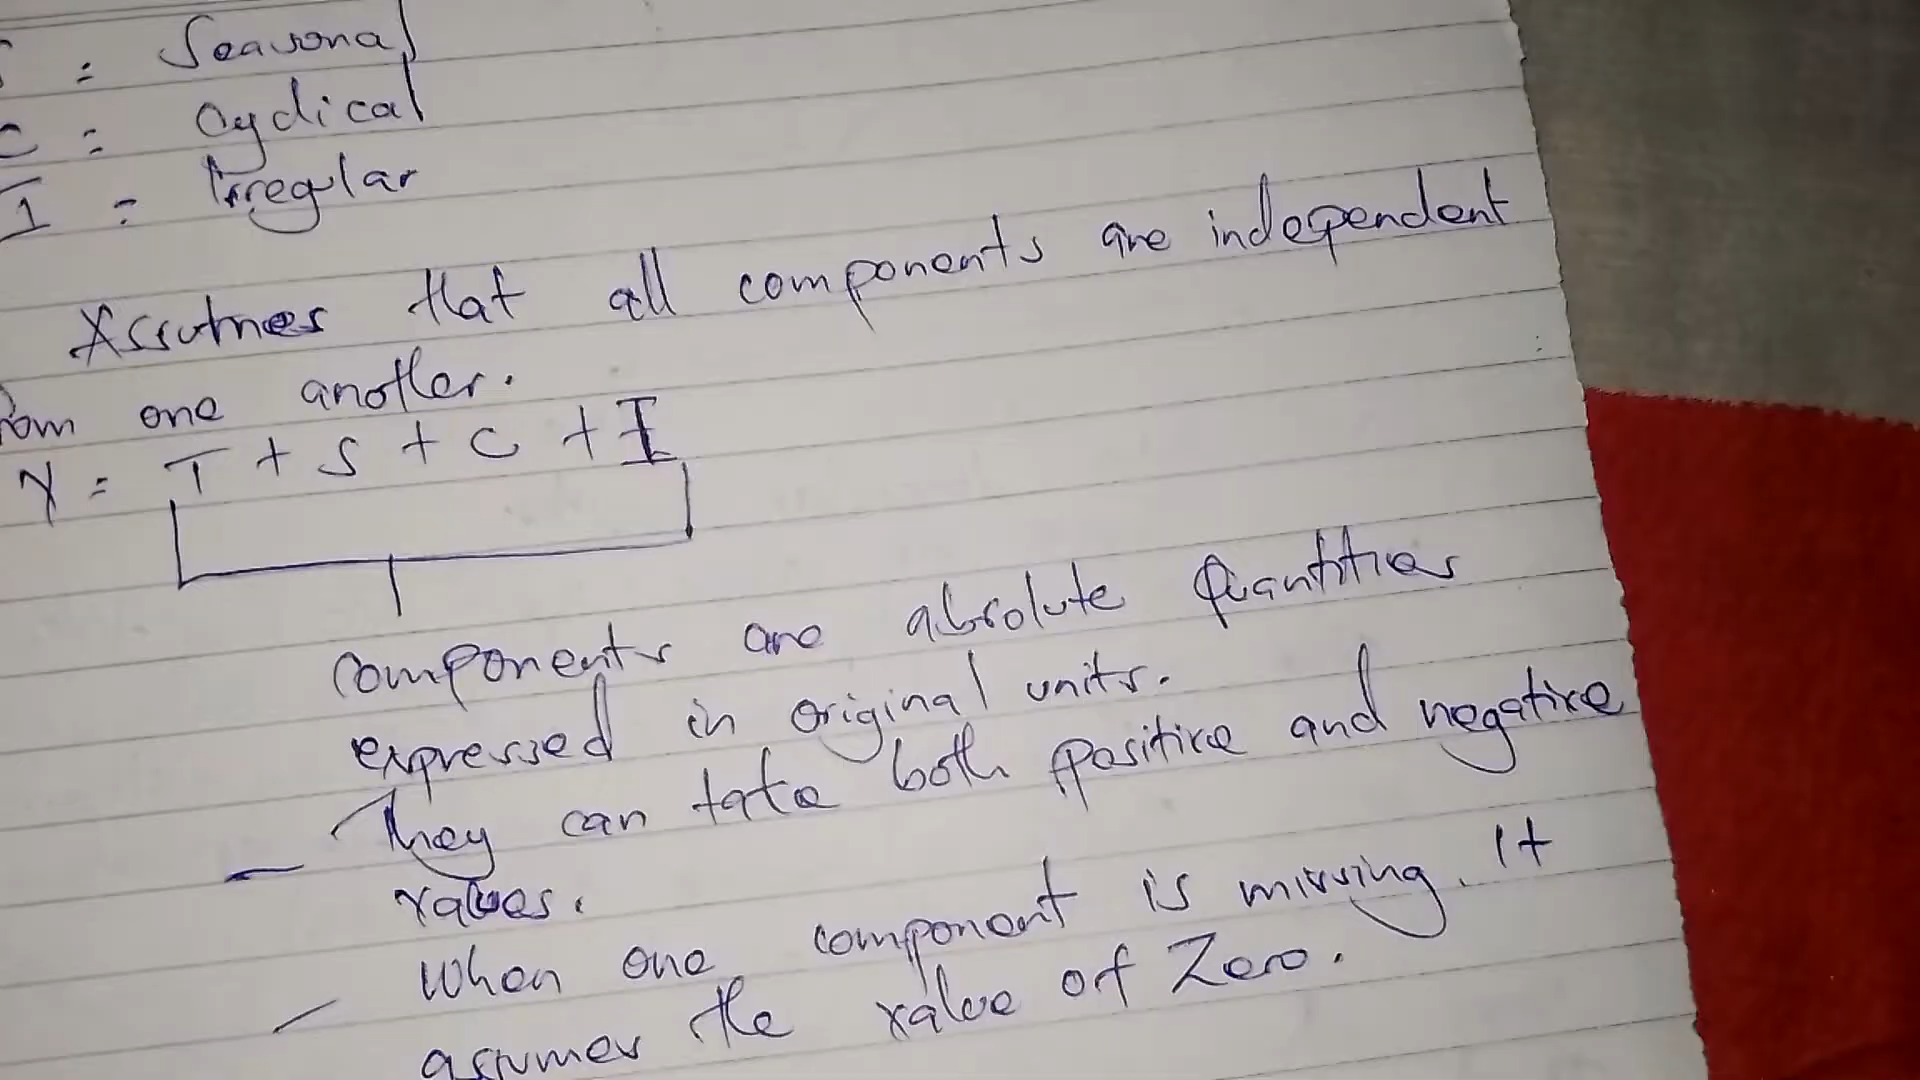 S = Seasonal
C = Cyclical
I = Irregular
Assumes that all components are independent
from one another.
Y = T + S + C + I
Components are absolute Quantities
expressed in original units.
– They can take both positive and negative
values.
– When one component is missing, It
assumes the value of Zero.